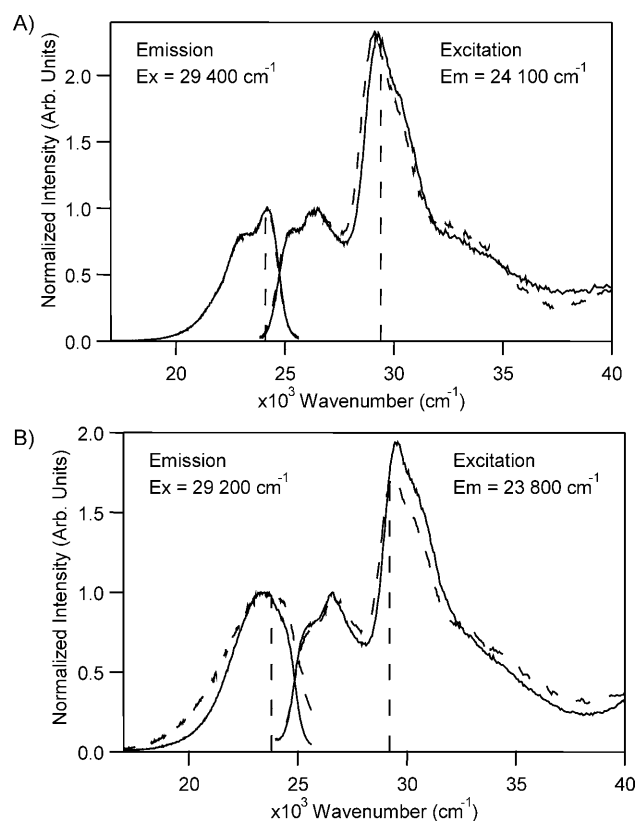 A)
Emission
Ex = 29 400 cm⁻¹
Excitation
Em = 24 100 cm⁻¹
Normalized Intensity (Arb. Units)
2.0
1.5
1.0
0.5
0.0
20 25 30 35 40
x10³ Wavenumber (cm⁻¹)
B)
Emission
Ex = 29 200 cm⁻¹
Excitation
Em = 23 800 cm⁻¹
Normalized Intensity (Arb. Units)
2.0
1.5
1.0
0.5
0.0
20 25 30 35 40
x10³ Wavenumber (cm⁻¹)